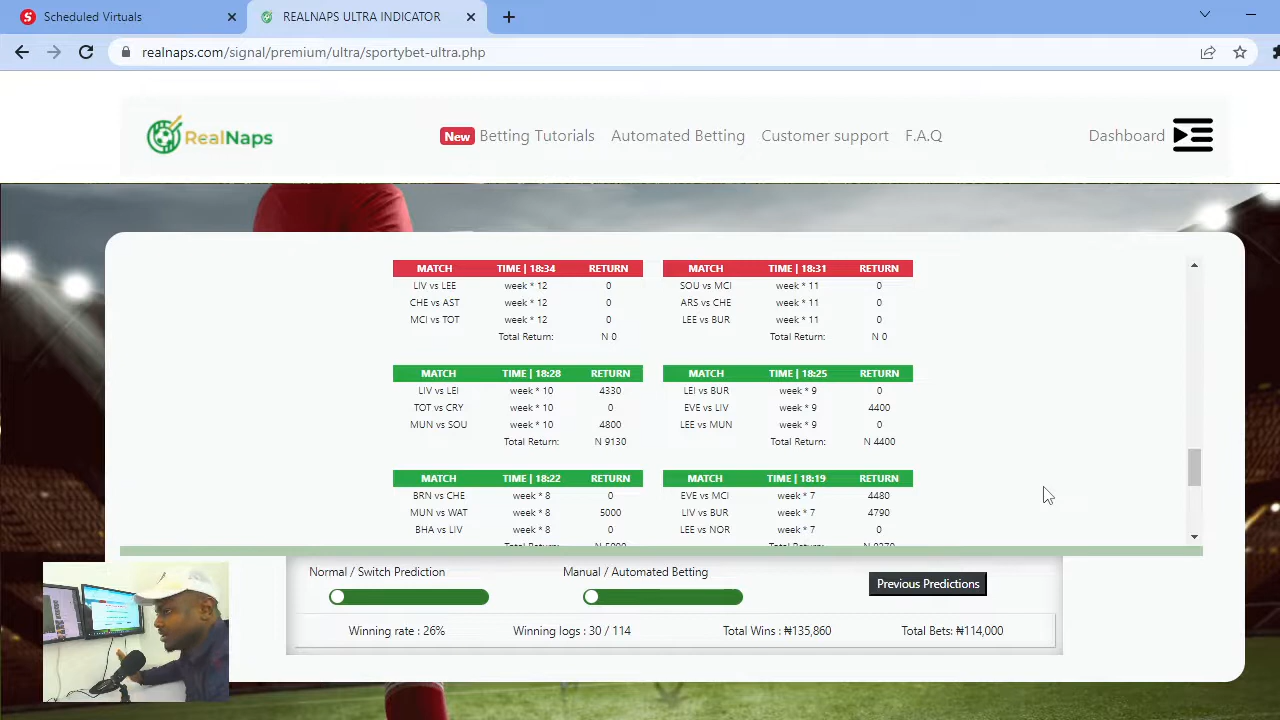 Scheduled Virtuals
REALNAPS ULTRA INDICATOR
realnaps.com/signal/premium/ultra/sportybet-ultra.php
RealNaps
New Betting Tutorials Automated Betting Customer support F.A.Q Dashboard
MATCH TIME | 18:34 RETURN
LIV vs LEE week * 12 0
CHE vs AST week * 12 0
MCI vs TOT week * 12 0
Total Return: N 0
MATCH TIME | 18:31 RETURN
SOU vs MCI week * 11 0
ARS vs CHE week * 11 0
LEE vs BUR week * 11 0
Total Return: N 0
MATCH TIME | 18:28 RETURN
LIV vs LEI week * 10 4330
TOT vs CRY week * 10 0
MUN vs SOU week * 10 4800
Total Return: N 9130
MATCH TIME | 18:25 RETURN
LEI vs BUR week * 9 0
EVE vs LIV week * 9 4400
LEE vs MUN week * 9 0
Total Return: N 4400
MATCH TIME | 18:22 RETURN
BRN vs CHE week * 8 0
MUN vs WAT week * 8 5000
BHA vs LIV week * 8 0
MATCH TIME | 18:19 RETURN
EVE vs MCI week * 7 4480
LIV vs BUR week * 7 4790
LEE vs NOR week * 7 0
Manual / Automated Betting
Previous Predictions
Winning rate : 26% Winning logs : 30 / 114 Total Wins : ₦135,860 Total Bets: ₦114,000